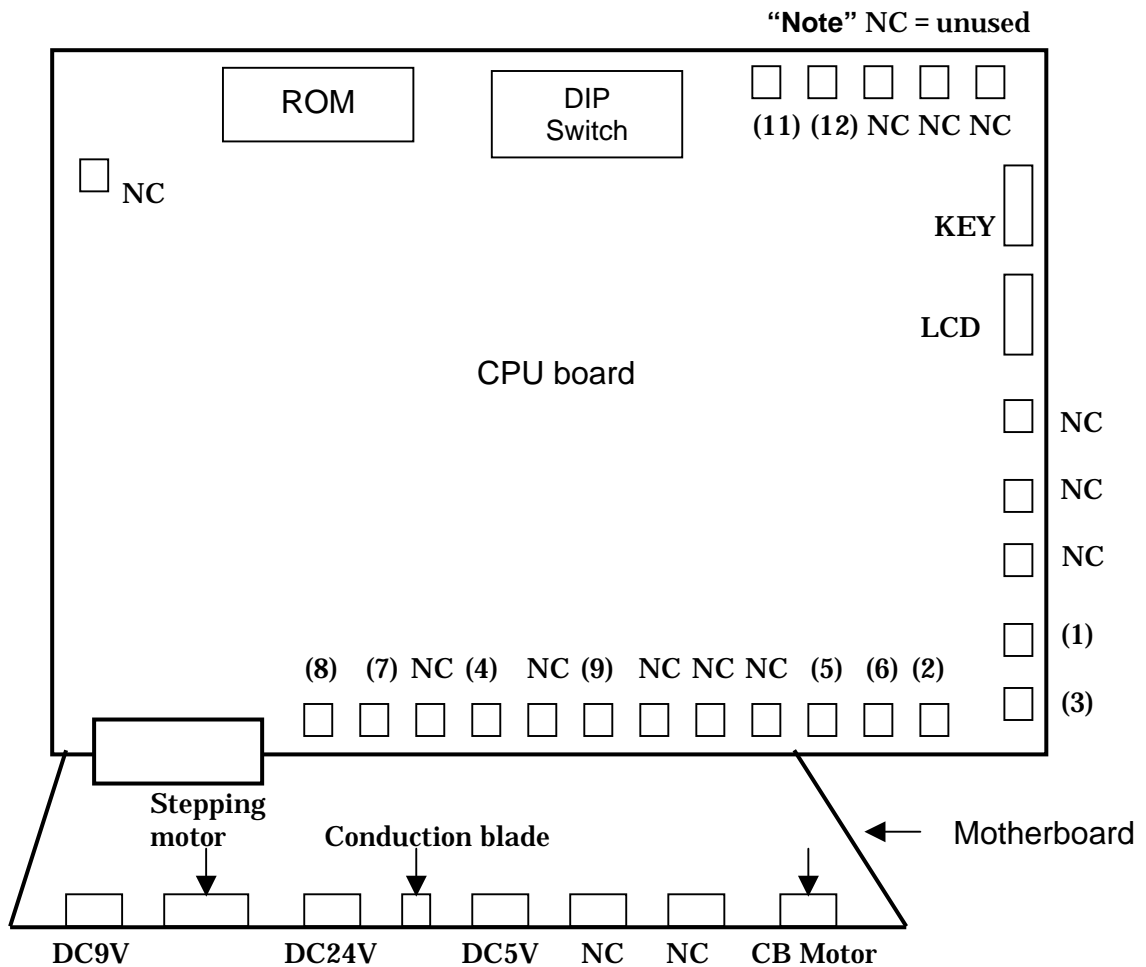 “Note” NC = unused
ROM
DIP
Switch
(11) (12) NC NC NC
NC
KEY
LCD
CPU board
NC
NC
NC
(1)
(8) (7) NC (4) NC (9) NC NC NC (5) (6) (2)
(3)
Stepping
motor
Conduction blade
Motherboard
DC9V DC24V DC5V NC NC CB Motor